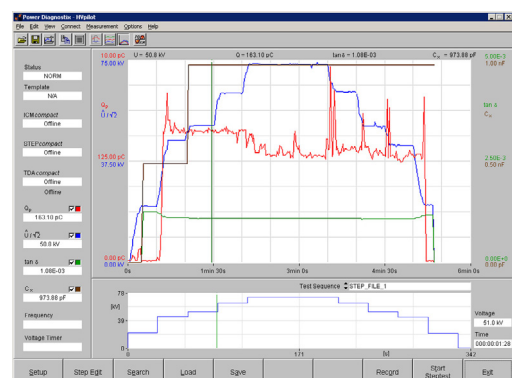 Power Diagnostix - HVpilot
File Edit View Connect Measurement Options Help
Status
NORM
Template
N/A
ICMcompact
Offline
STEPcompact
Offline
TDAcompact
Offline
Offline
Qp
163.10 pC
Û/√2
50.8 kV
tan δ
1.08E-03
Cx
973.88 pF
Frequency
Voltage Timer
U = 50.8 kV Q = 163.10 pC tan δ = 1.08E-03 Cx = 973.88 pF
75.00 kV
Qp
Û/√2
125.00 pC
37.50 kV
0.00 pC
0.00 kV
5.00E-3
1.00 nF
tan δ
Cx
2.50E-3
0.50 nF
0.00E+0
0.00 pF
0s 1min 30s 3min 0s 4min 30s 6min 0s
Test Sequence STEP_FILE_1
78
[kV]
39
0
0 171 [s] 342
Voltage
51.0 kV
Time
000:00:01:28
Setup Step Edit Search Load Save Record Start Steptest Exit